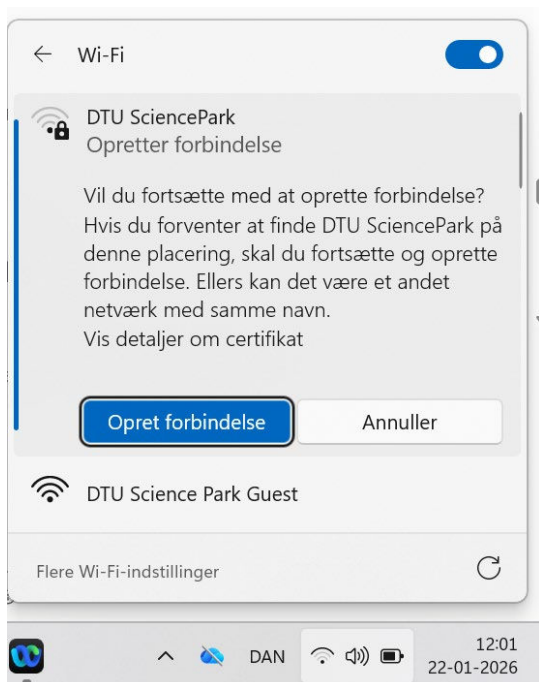 Wi-Fi
DTU SciencePark
Opretter forbindelse
Vil du fortsætte med at oprette forbindelse?
Hvis du forventer at finde DTU SciencePark på
denne placering, skal du fortsætte og oprette
forbindelse. Ellers kan det være et andet
netværk med samme navn.
Vis detaljer om certifikat
Opret forbindelse Annuller
DTU Science Park Guest
Flere Wi-Fi-indstillinger
DAN 12:01
22-01-2026